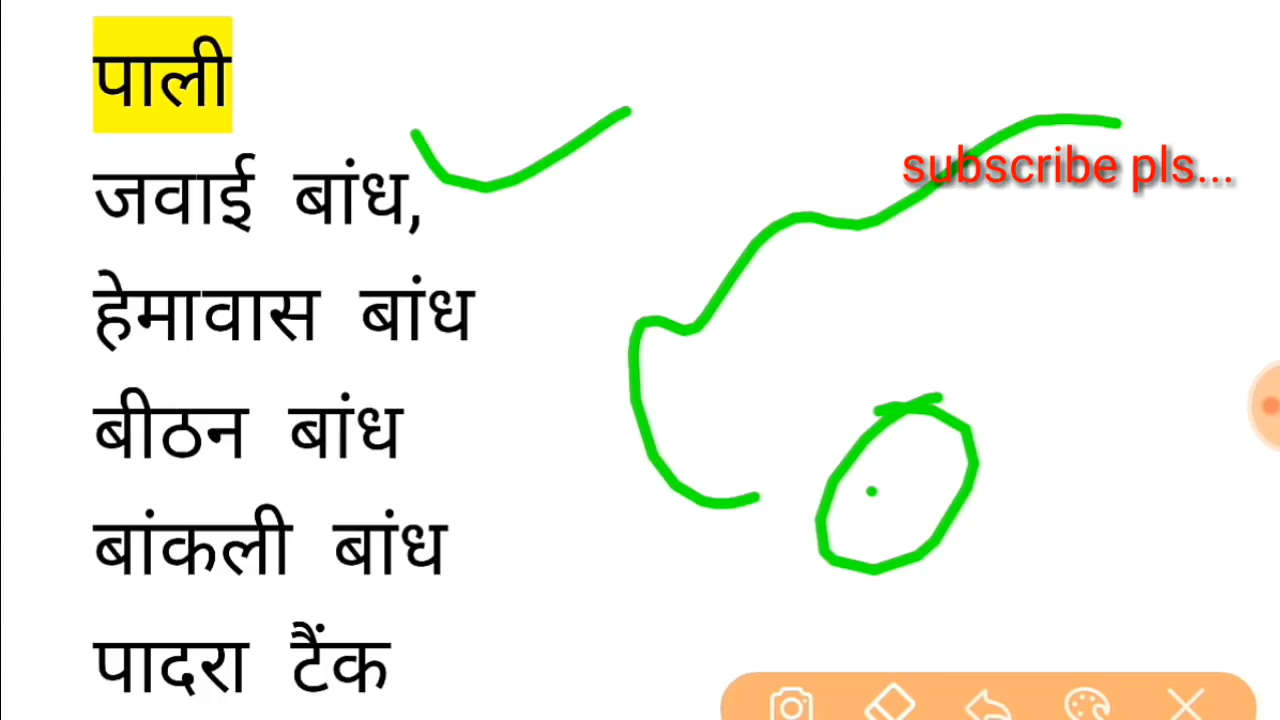 पाली
subscribe pls...
जवाई बांध,
हेमावास बांध
बीठन बांध
बांकली बांध
पादरा टैंक